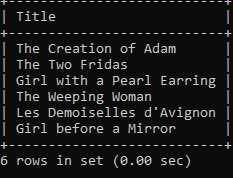 +---------------------------+
| Title                     |
+---------------------------+
| The Creation of Adam      |
| The Two Fridas            |
| Girl with a Pearl Earring |
| The Weeping Woman         |
| Les Demoiselles d'Avignon |
| Girl before a Mirror      |
+---------------------------+
6 rows in set (0.00 sec)